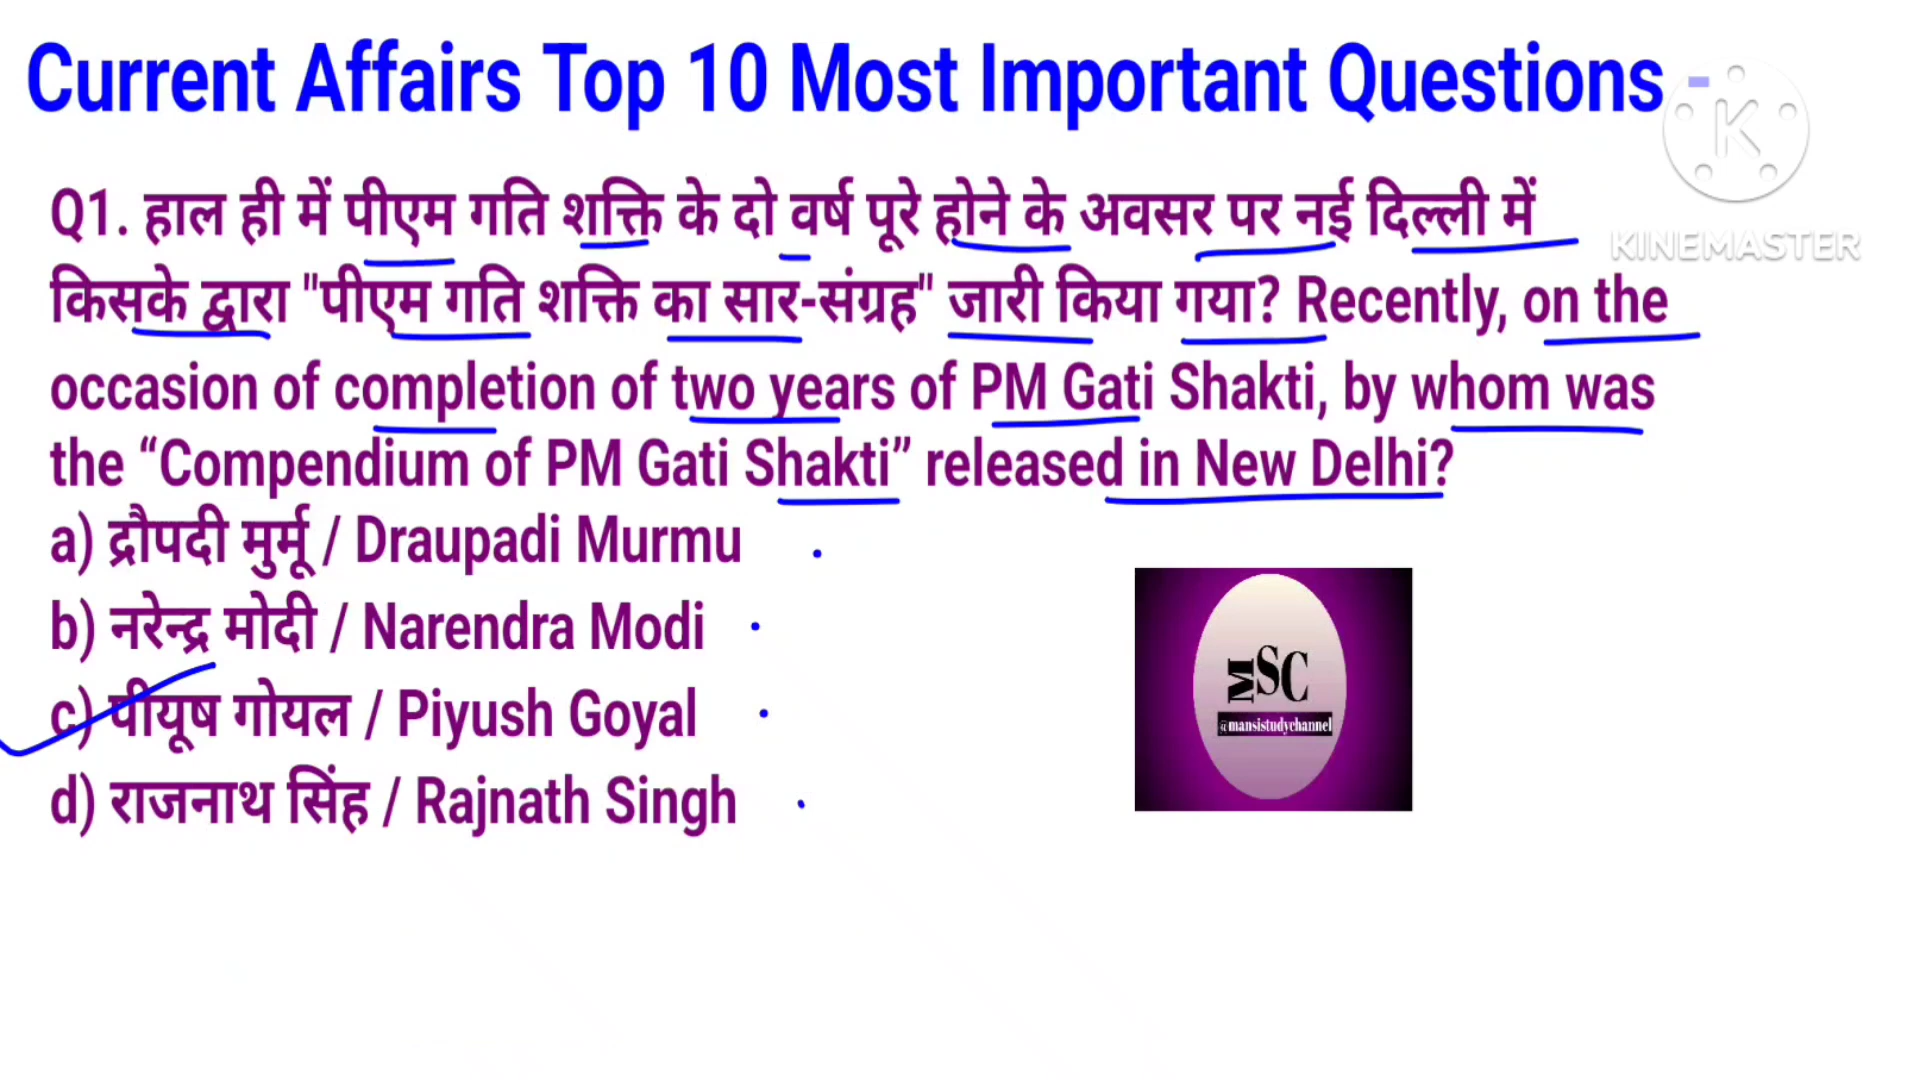 Current Affairs Top 10 Most Important Questions -
KINEMASTER
Q1. हाल ही में पीएम गति शक्ति के दो वर्ष पूरे होने के अवसर पर नई दिल्ली में
किसके द्वारा "पीएम गति शक्ति का सार-संग्रह" जारी किया गया? Recently, on the
occasion of completion of two years of PM Gati Shakti, by whom was
the “Compendium of PM Gati Shakti” released in New Delhi?
a) द्रौपदी मुर्मू / Draupadi Murmu
b) नरेन्द्र मोदी / Narendra Modi
c) पीयूष गोयल / Piyush Goyal
d) राजनाथ सिंह / Rajnath Singh
MSC
@mansistudychannel